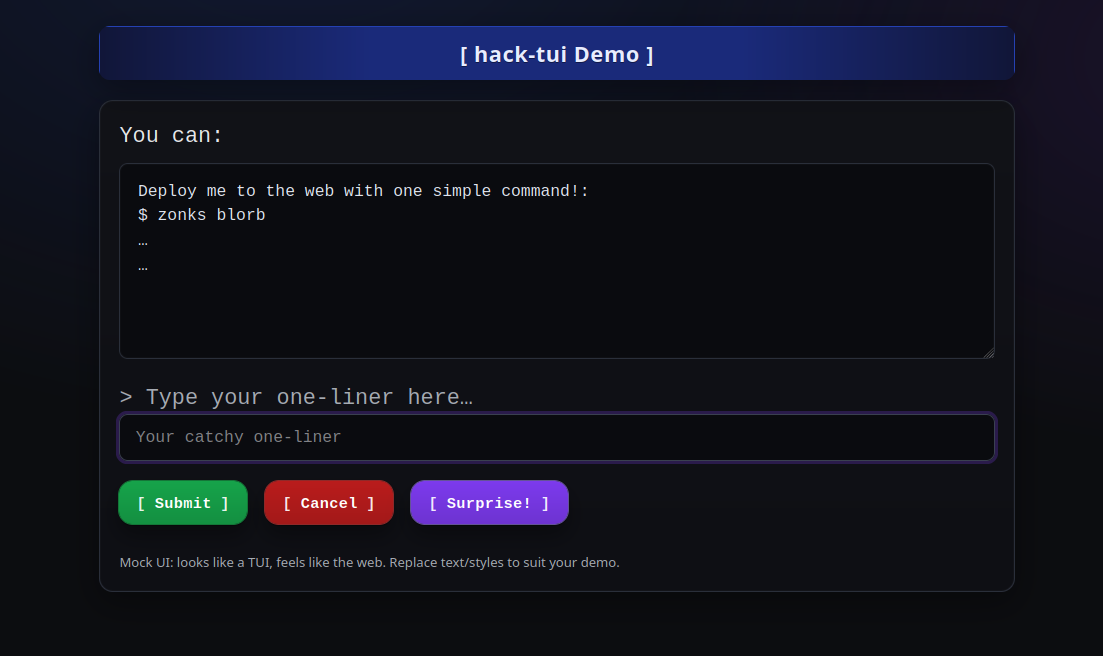 [ hack-tui Demo ]
You can:
Deploy me to the web with one simple command!:
$ zonks blorb
…
…
> Type your one-liner here…
Your catchy one-liner
[ Submit ]
[ Cancel ]
[ Surprise! ]
Mock UI: looks like a TUI, feels like the web. Replace text/styles to suit your demo.